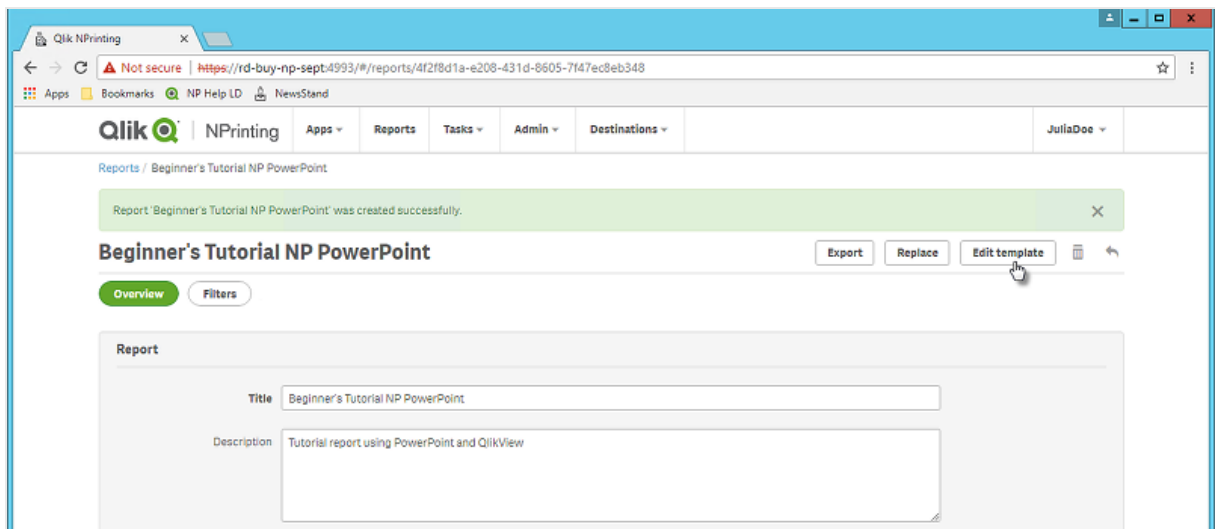 Qlik NPrinting
Not secure | https://rd-buy-np-sept:4993/#/reports/4f2f8d1a-e208-431d-8605-7f47ec8eb348
Apps Bookmarks NP Help LD NewsStand
Qlik NPrinting Apps Reports Tasks Admin Destinations JuliaDoe
Reports / Beginner's Tutorial NP PowerPoint
Report 'Beginner's Tutorial NP PowerPoint' was created successfully.
Beginner's Tutorial NP PowerPoint Export Replace Edit template
Overview Filters
Report
Title Beginner's Tutorial NP PowerPoint
Description Tutorial report using PowerPoint and QlikView